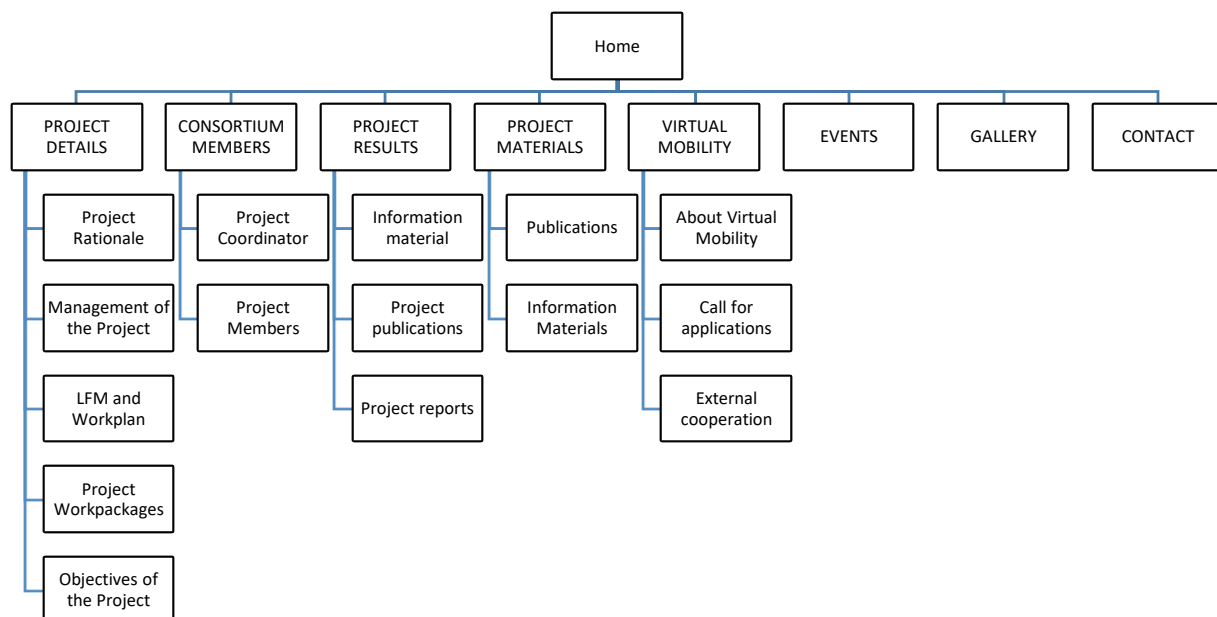 Home
PROJECT
DETAILS
CONSORTIUM
MEMBERS
PROJECT
RESULTS
PROJECT
MATERIALS
VIRTUAL
MOBILITY
EVENTS
GALLERY
CONTACT
Project
Rationale
Management of
the Project
LFM and
Workplan
Project
Workpackages
Objectives of
the Project
Project
Coordinator
Project
Members
Information
material
Project
publications
Project reports
Publications
Information
Materials
About Virtual
Mobility
Call for
applications
External
cooperation